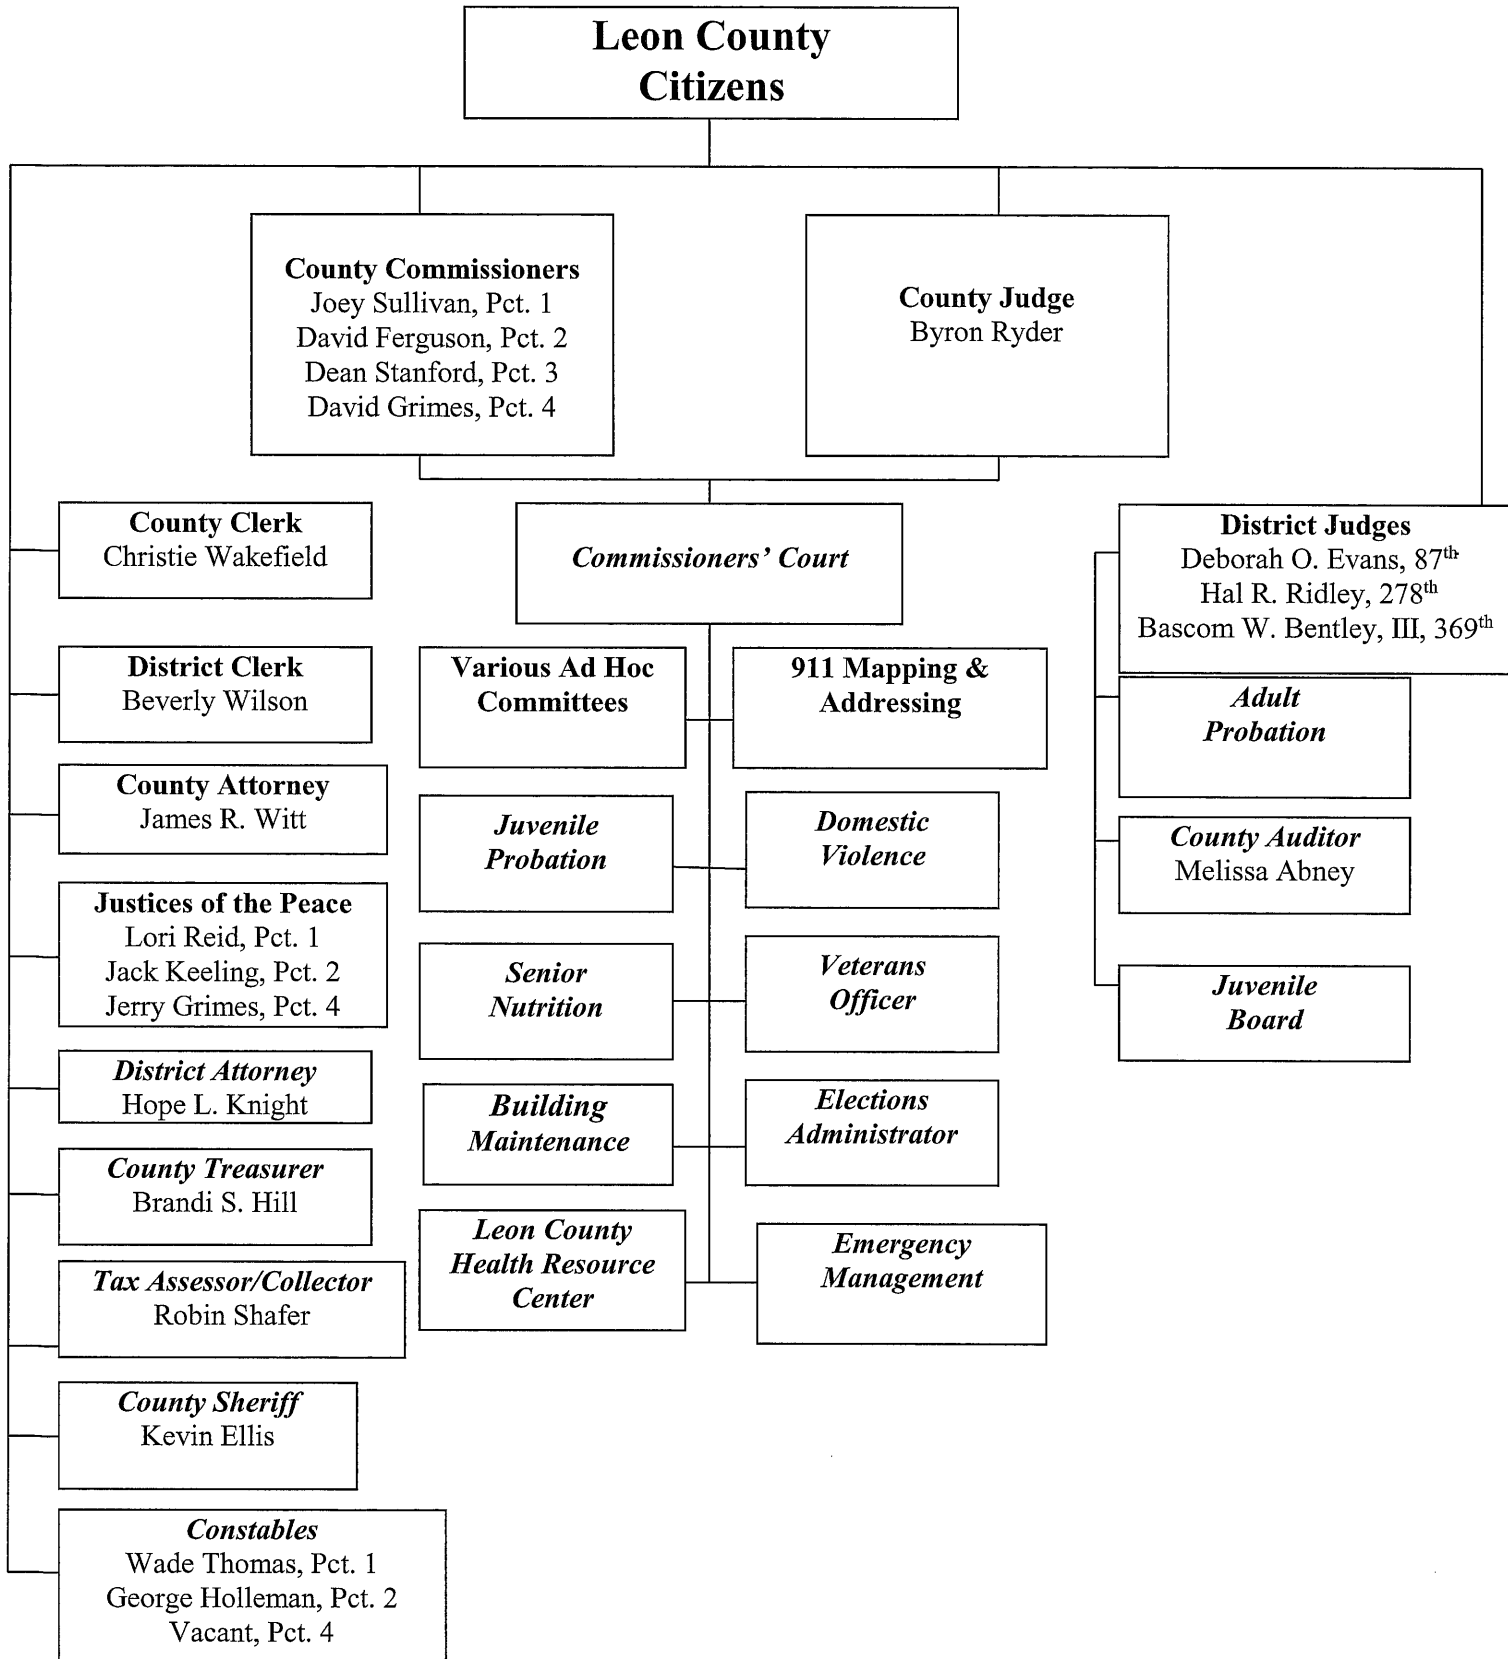 Leon County
Citizens
County Commissioners
Joey Sullivan, Pct. 1
David Ferguson, Pct. 2
Dean Stanford, Pct. 3
David Grimes, Pct. 4
County Judge
Byron Ryder
County Clerk
Christie Wakefield
District Clerk
Beverly Wilson
County Attorney
James R. Witt
Justices of the Peace
Lori Reid, Pct. 1
Jack Keeling, Pct. 2
Jerry Grimes, Pct. 4
District Attorney
Hope L. Knight
County Treasurer
Brandi S. Hill
Tax Assessor/Collector
Robin Shafer
County Sheriff
Kevin Ellis
Constables
Wade Thomas, Pct. 1
George Holleman, Pct. 2
Vacant, Pct. 4
Commissioners’ Court
Various Ad Hoc
Committees
911 Mapping &
Addressing
Juvenile
Probation
Domestic
Violence
Senior
Nutrition
Veterans
Officer
Building
Maintenance
Elections
Administrator
Leon County
Health Resource
Center
Emergency
Management
District Judges
Deborah O. Evans, 87th
Hal R. Ridley, 278th
Bascom W. Bentley, III, 369th
Adult
Probation
County Auditor
Melissa Abney
Juvenile
Board